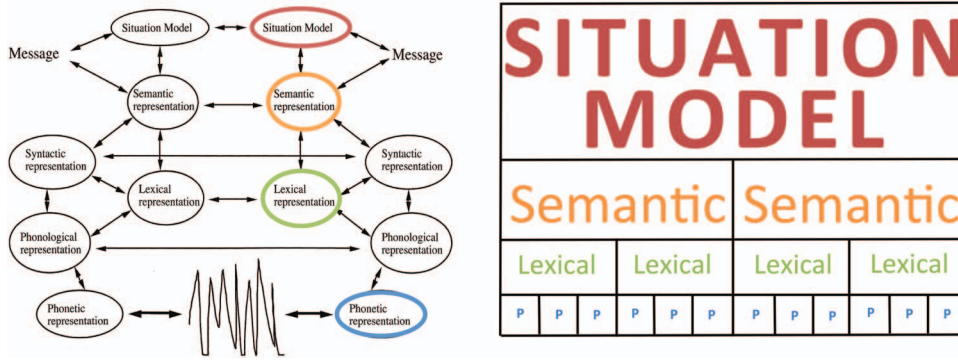 Situation Model
Situation Model
Message
Message
Semantic
representation
Semantic
representation
Syntactic
representation
Syntactic
representation
Lexical
representation
Lexical
representation
Phonological
representation
Phonological
representation
Phonetic
representation
Phonetic
representation
SITUATION
MODEL
Semantic Semantic
Lexical Lexical Lexical Lexical
P P P P P P P P P P P P